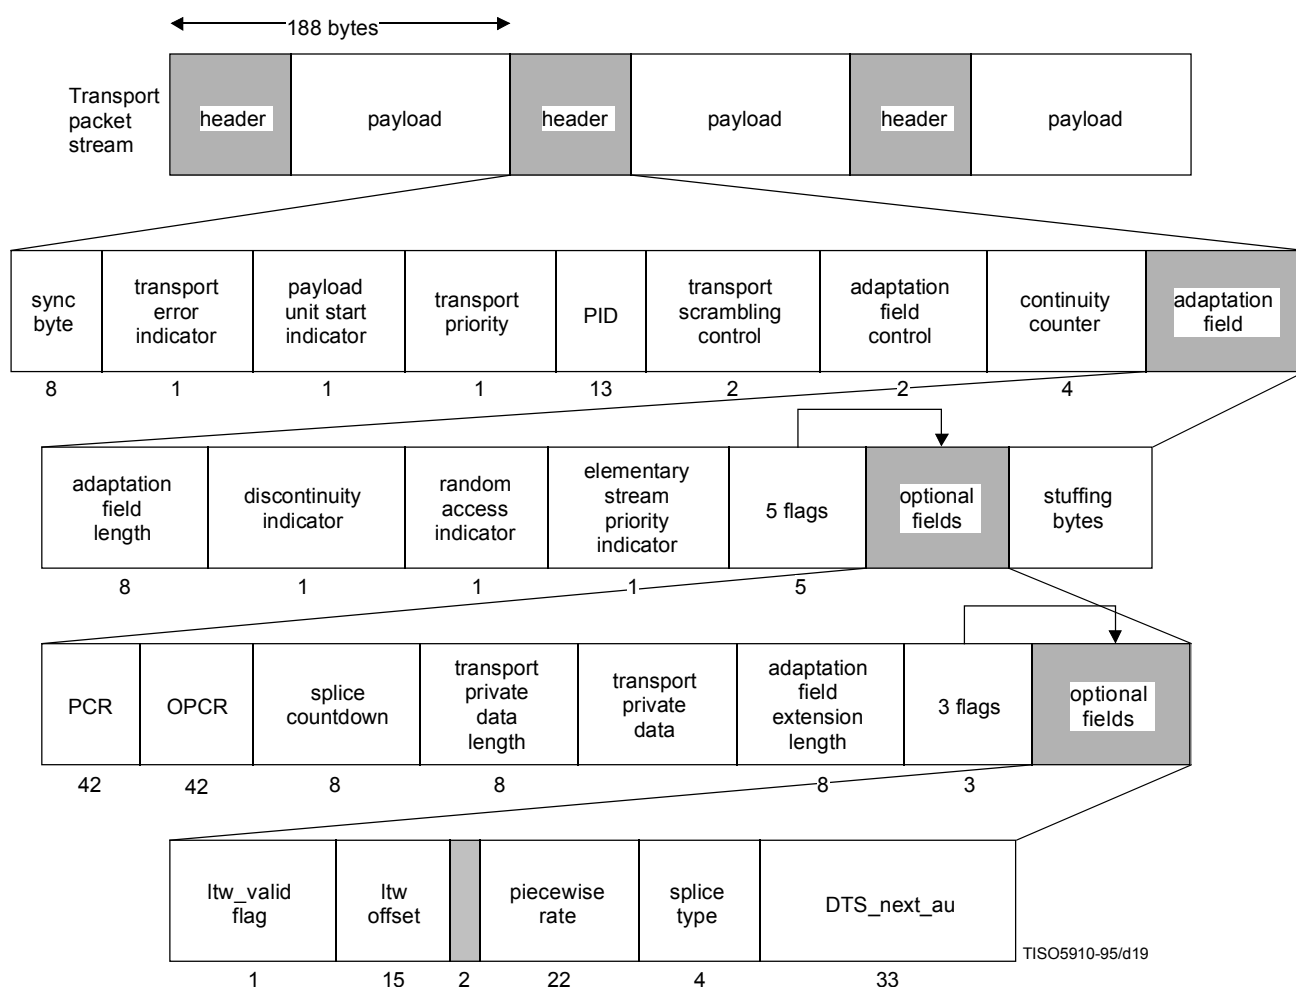 188 bytes
Transport
packet
stream
header
payload
header
payload
header
payload
sync
byte
transport
error
indicator
payload
unit start
indicator
transport
priority
PID
transport
scrambling
control
adaptation
field
control
continuity
counter
adaptation
field
8
1
1
1
13
2
2
4
adaptation
field
length
discontinuity
indicator
random
access
indicator
elementary
stream
priority
indicator
5 flags
optional
fields
stuffing
bytes
8
1
1
1
5
PCR
OPCR
splice
countdown
transport
private
data
length
transport
private
data
adaptation
field
extension
length
3 flags
optional
fields
42
42
8
8
8
3
ltw_valid
flag
ltw
offset
piecewise
rate
splice
type
DTS_next_au
TISO5910-95/d19
1
15
2
22
4
33